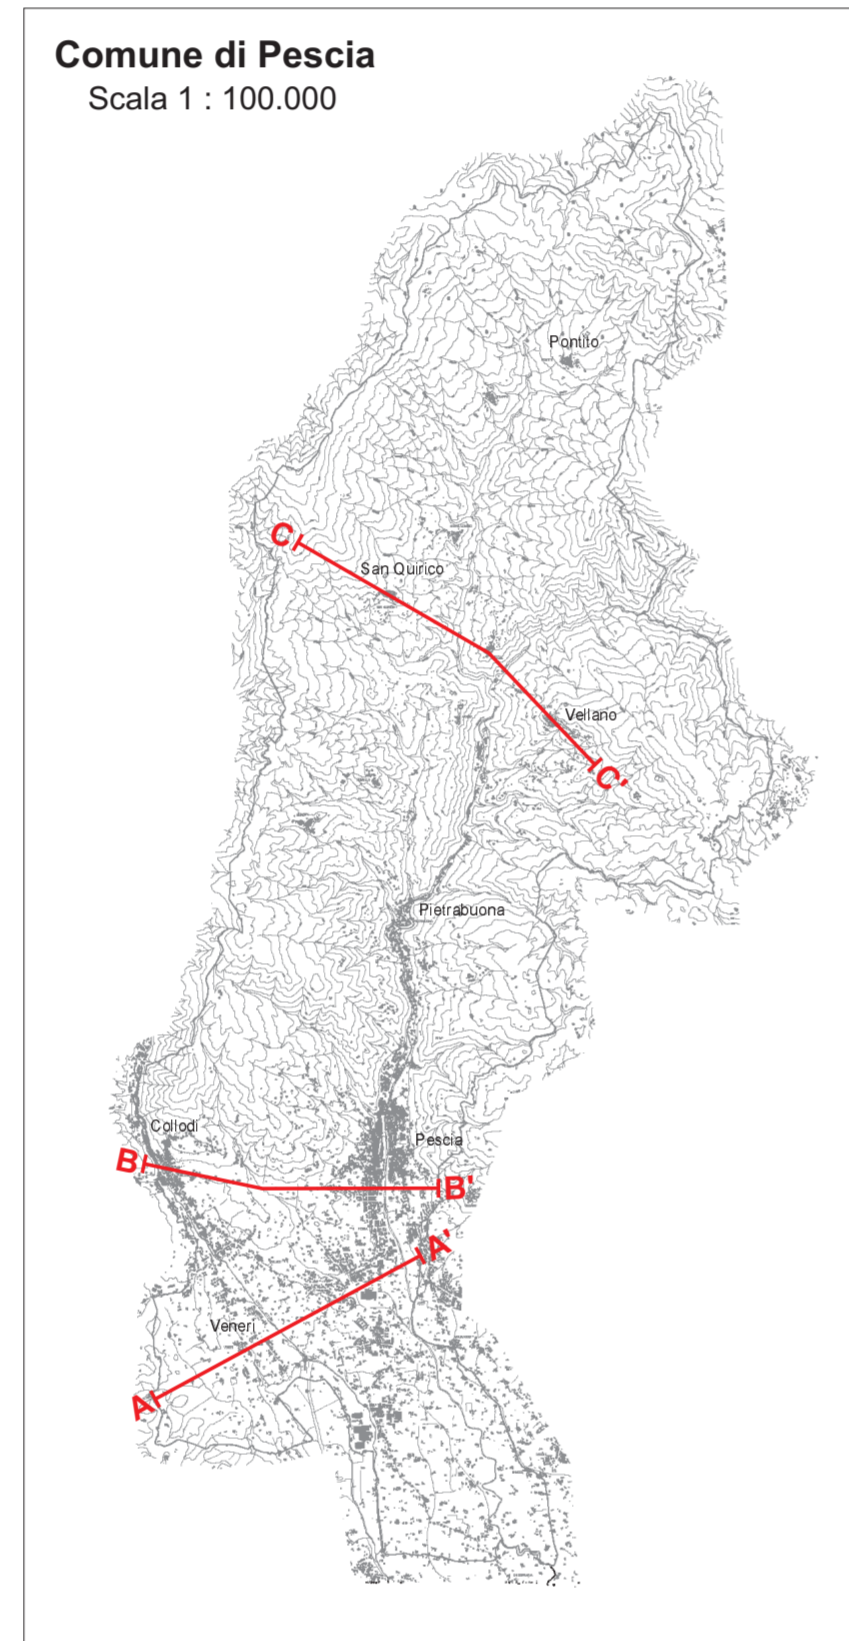 Comune di Pescia
Scala 1 : 100.000
Pontito
C
San Quirico
Vellano
C'
Pietrabuona
Collodi
Pescia
B
B'
A'
Veneri
A